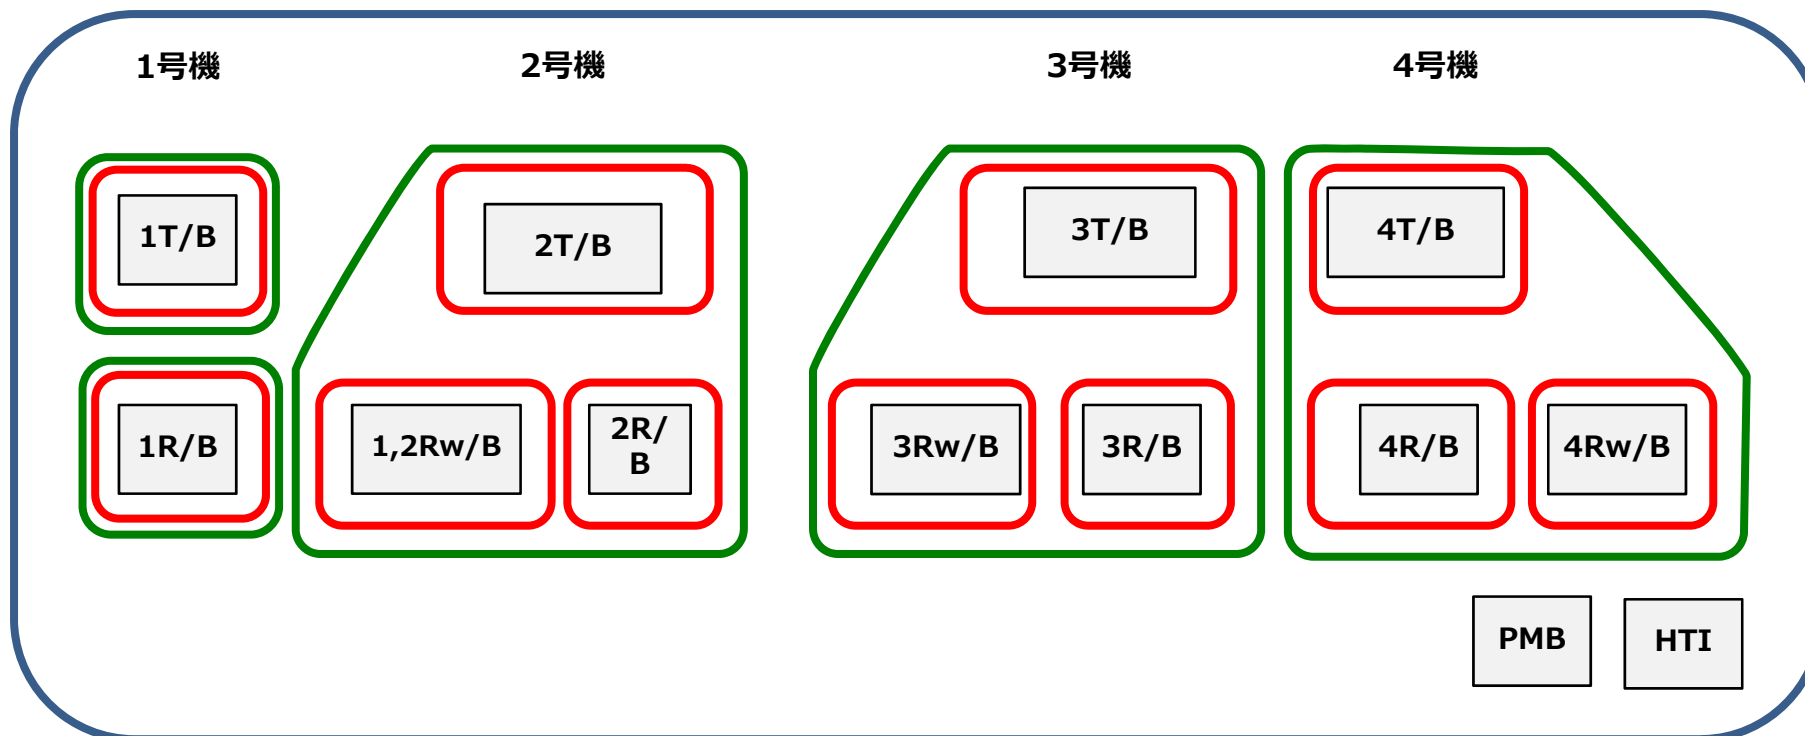 1号機
2号機
3号機
4号機
1T/B
2T/B
3T/B
4T/B
1R/B
1,2Rw/B
2R/
B
3Rw/B
3R/B
4R/B
4Rw/B
PMB
HTI